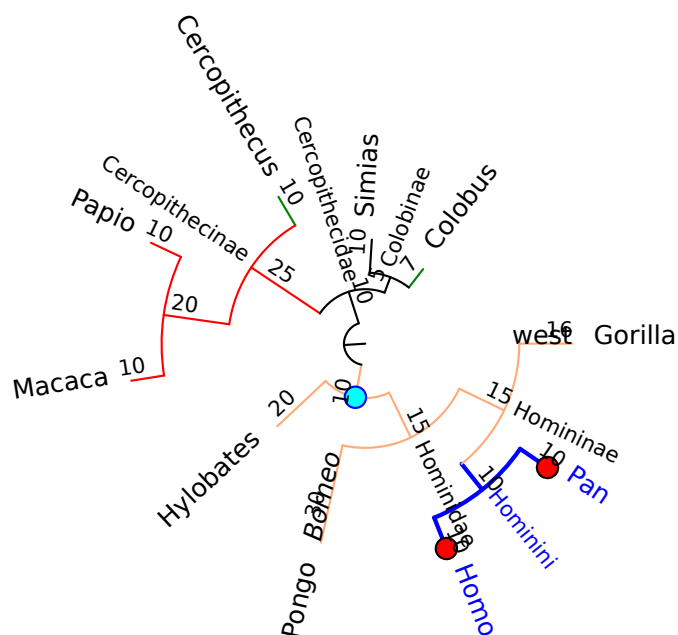 Cercopithecus
10
Cercopithecidae
10
Simias
10
Colobinae
5
Colobus
7
Cercopithecinae
25
Papio
10
20
Macaca
10
west
16
Gorilla
15
Homininae
10
Pan
10
Hominini
15
Hominidae
10
Homo
10
20
Hylobates
Borneo
30
Pongo